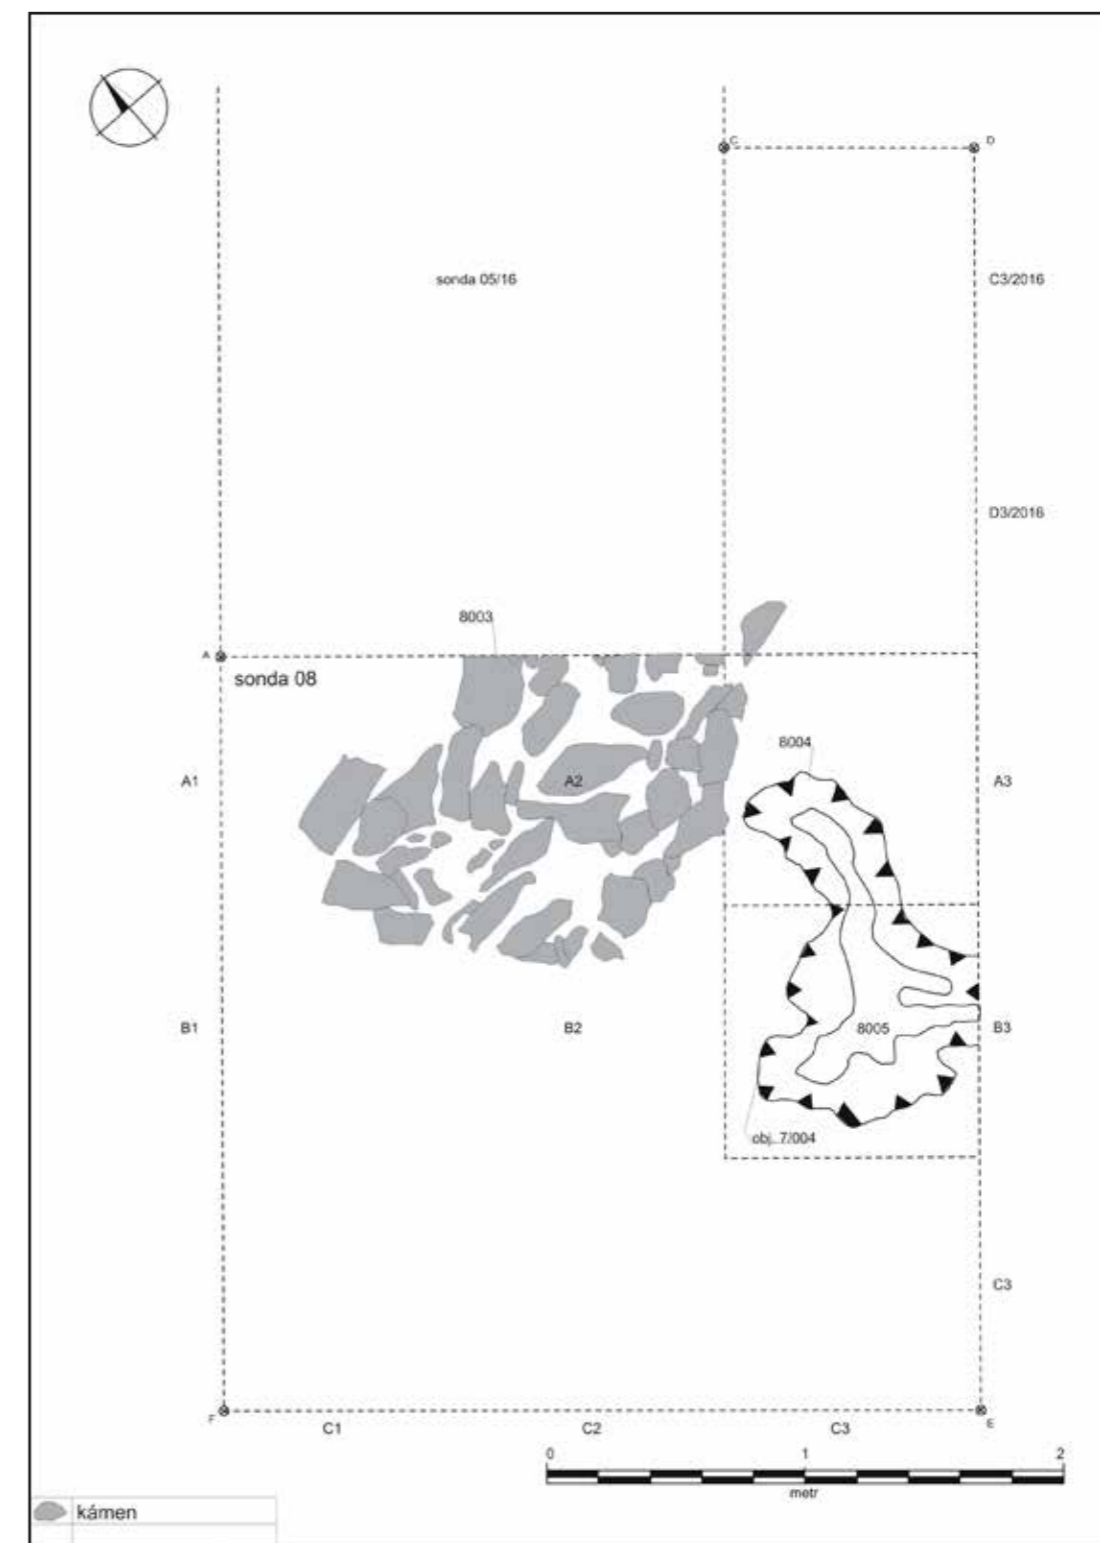 C
D
sonda 05/16
C3/2016
D3/2016
8003
A
sonda 08
8004
A1
A2
A3
B1
B2
8005
B3
obj. 7/004
C3
F
E
C1
C2
C3
0
1
2
metr
kámen